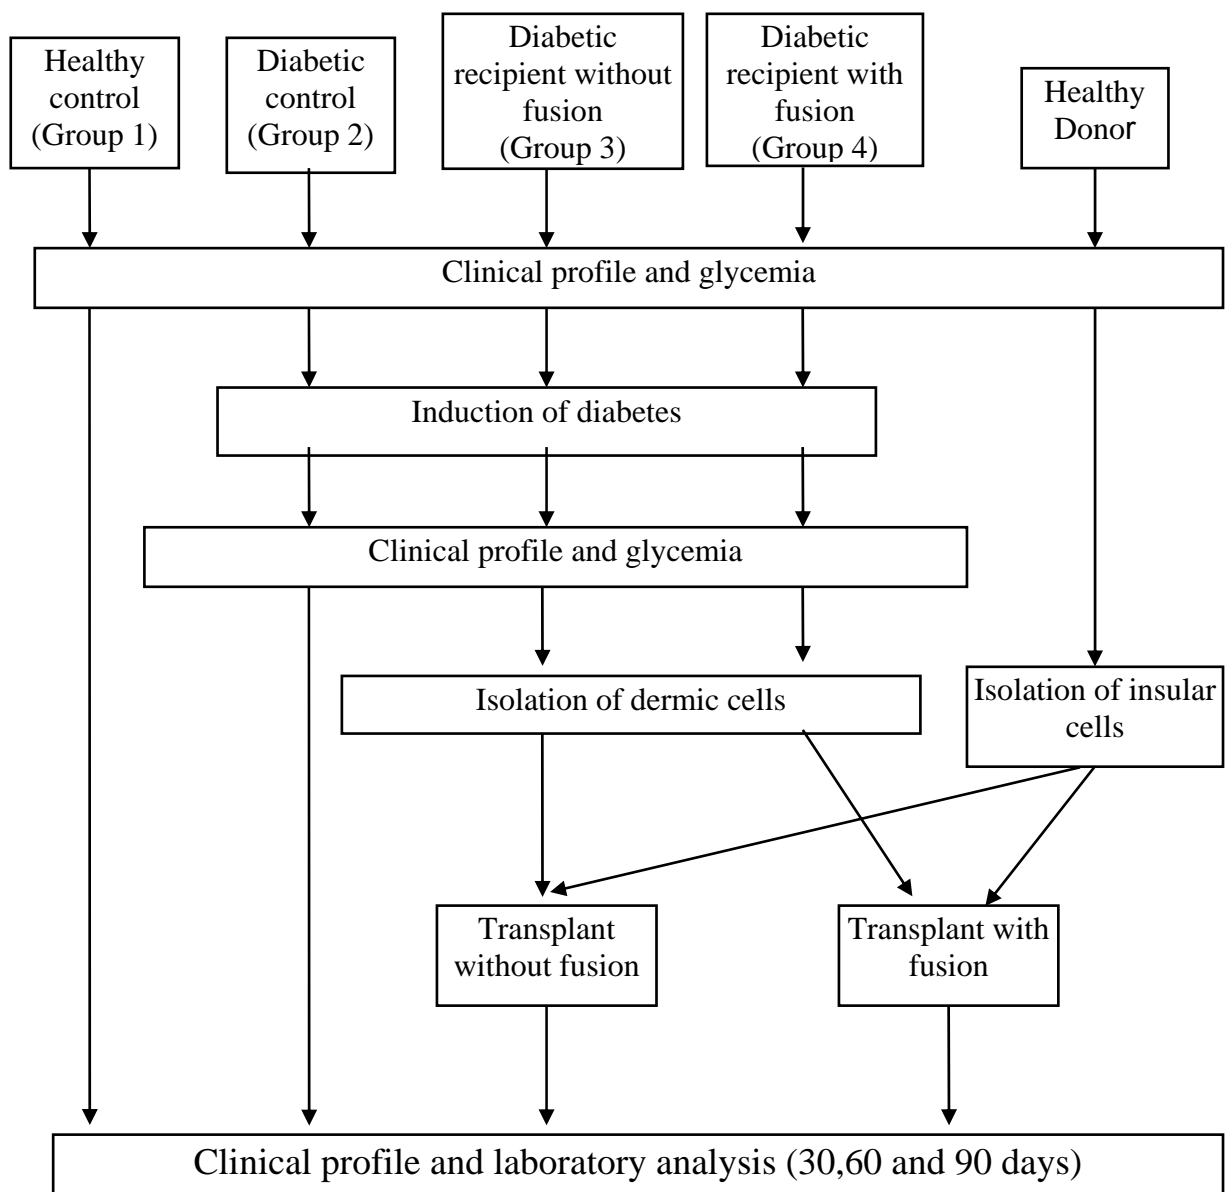 Healthy
control
(Group 1)
Diabetic
control
(Group 2)
Diabetic
recipient without
fusion
(Group 3)
Diabetic
recipient with
fusion
(Group 4)
Healthy
Donor
Clinical profile and glycemia
Induction of diabetes
Clinical profile and glycemia
Isolation of dermic cells
Isolation of insular
cells
Transplant
without fusion
Transplant with
fusion
Clinical profile and laboratory analysis (30,60 and 90 days)